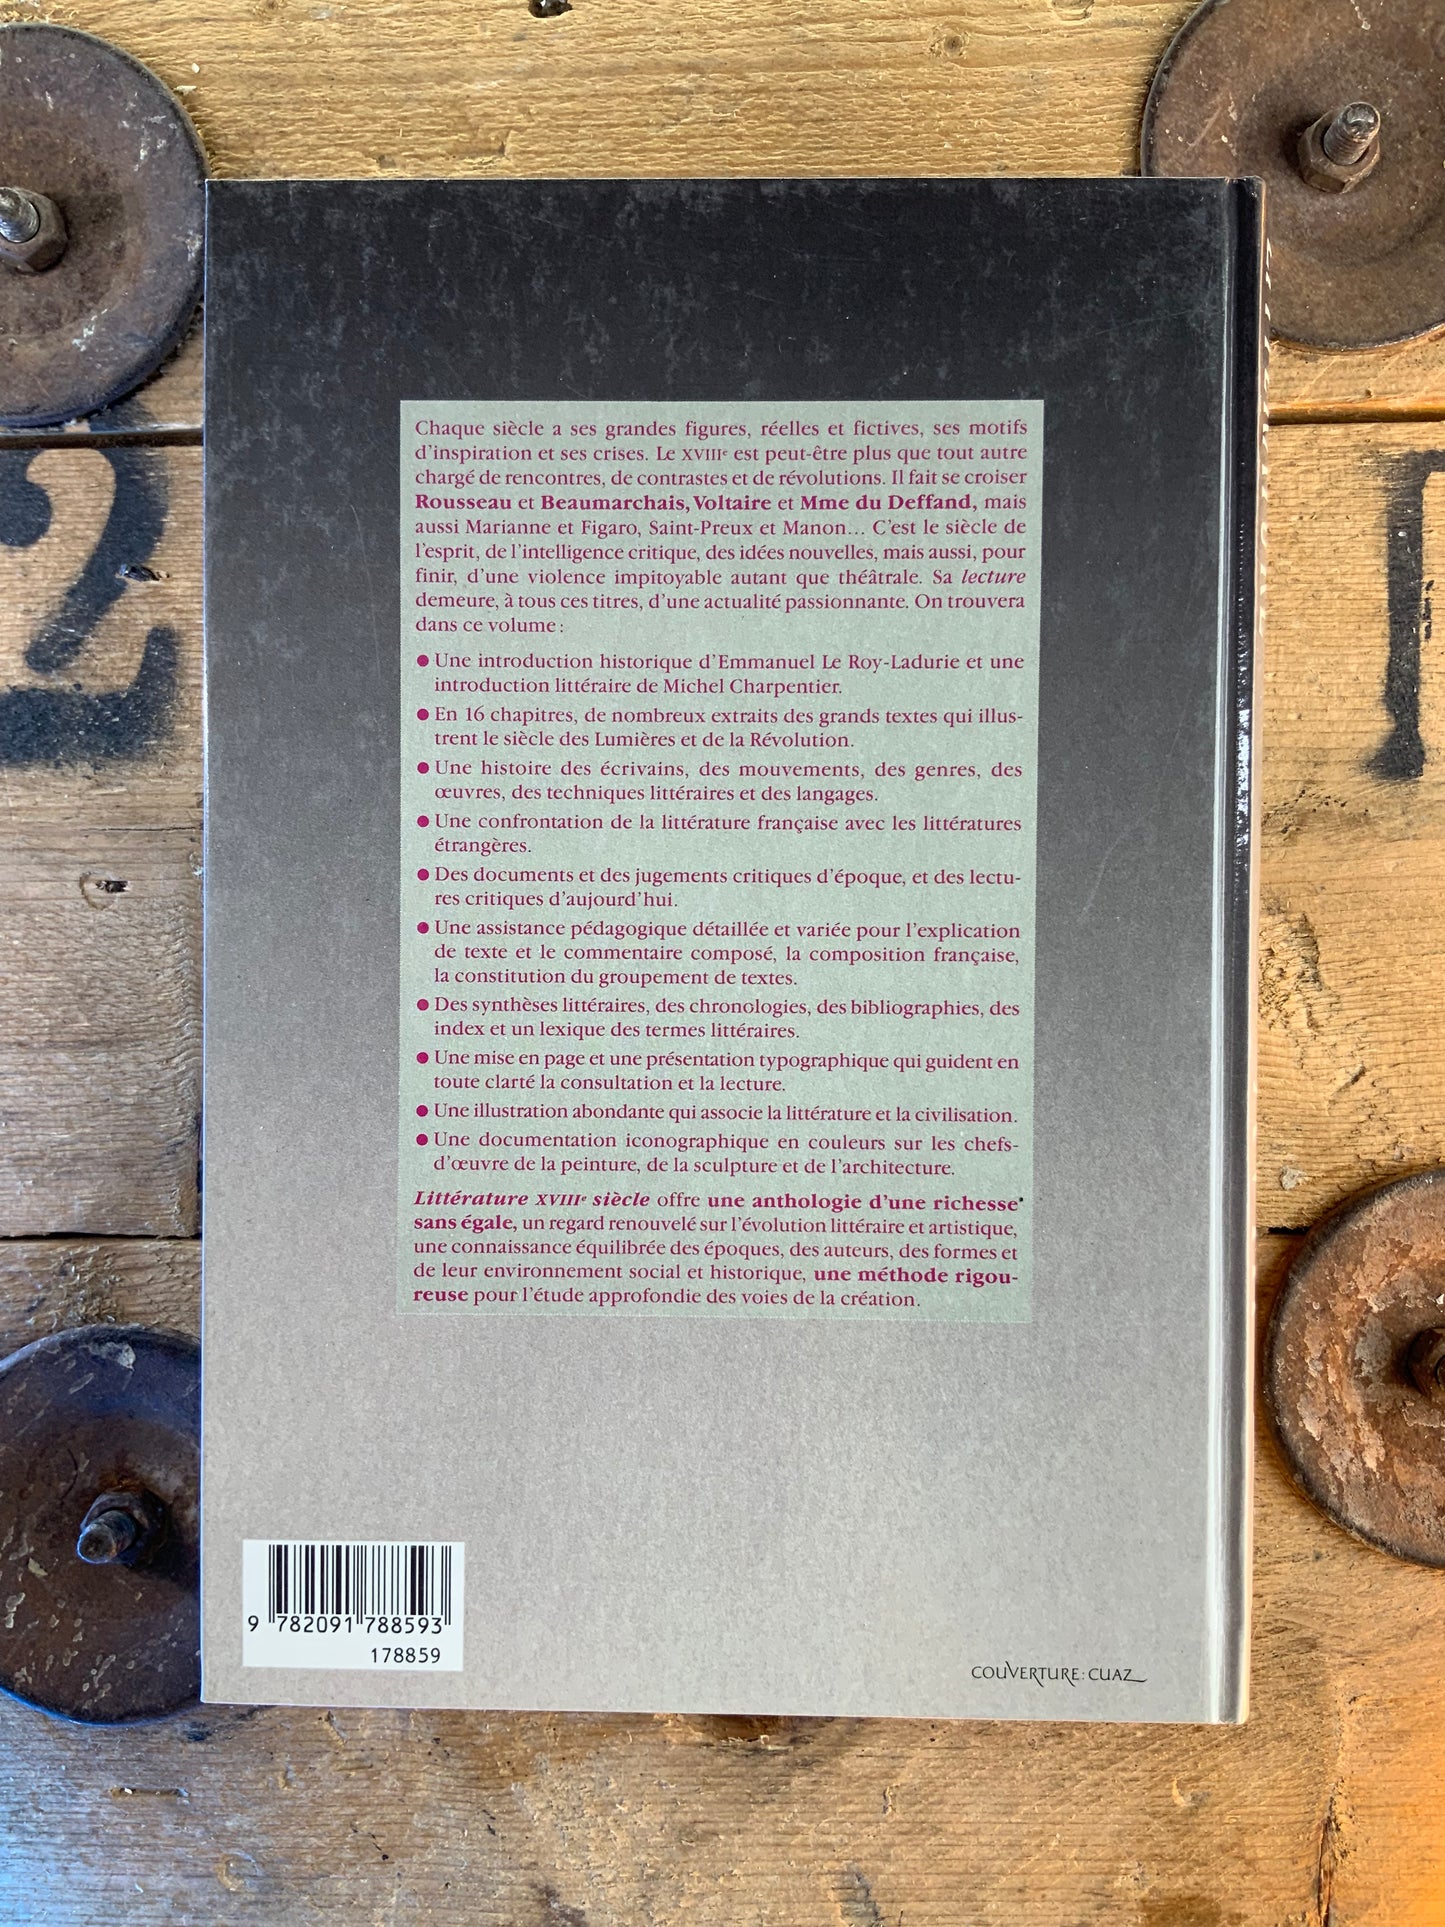 Chaque siècle a ses grandes figures, réelles et fictives, ses motifs
d'inspiration et ses crises. Le XVIIIe est peut-être plus que tout autre
chargé de rencontres, de contrastes et de révolutions. Il fait se croiser
Rousseau et Beaumarchais, Voltaire et Mme du Deffand, mais
aussi Marianne et Figaro, Saint-Preux et Manon... C'est le siècle de
l'esprit, de l'intelligence critique, des idées nouvelles, mais aussi, pour
finir, d'une violence impitoyable autant que théâtrale. Sa lecture
demeure, à tous ces titres, d'une actualité passionnante. On trouvera
dans ce volume :
● Une introduction historique d'Emmanuel Le Roy-Ladurie et une
introduction littéraire de Michel Charpentier.
● En 16 chapitres, de nombreux extraits des grands textes qui illus-
trent le siècle des Lumières et de la Révolution.
● Une histoire des écrivains, des mouvements, des genres, des
œuvres, des techniques littéraires et des langages.
● Une confrontation de la littérature française avec les littératures
étrangères.
● Des documents et des jugements critiques d'époque, et des lectu-
res critiques d'aujourd'hui.
● Une assistance pédagogique détaillée et variée pour l'explication
de texte et le commentaire composé, la composition française,
la constitution du groupement de textes.
● Des synthèses littéraires, des chronologies, des bibliographies, des
index et un lexique des termes littéraires.
● Une mise en page et une présentation typographique qui guident en
toute clarté la consultation et la lecture.
● Une illustration abondante qui associe la littérature et la civilisation.
● Une documentation iconographique en couleurs sur les chefs-
d'œuvre de la peinture, de la sculpture et de l'architecture.
Littérature XVIIIe siècle offre une anthologie d'une richesse
sans égale, un regard renouvelé sur l'évolution littéraire et artistique,
une connaissance équilibrée des époques, des auteurs, des formes et
de leur environnement social et historique, une méthode rigou-
reuse pour l'étude approfondie des voies de la création.
2
9 782091 788593
178859
COUVERTURE : CUAZ